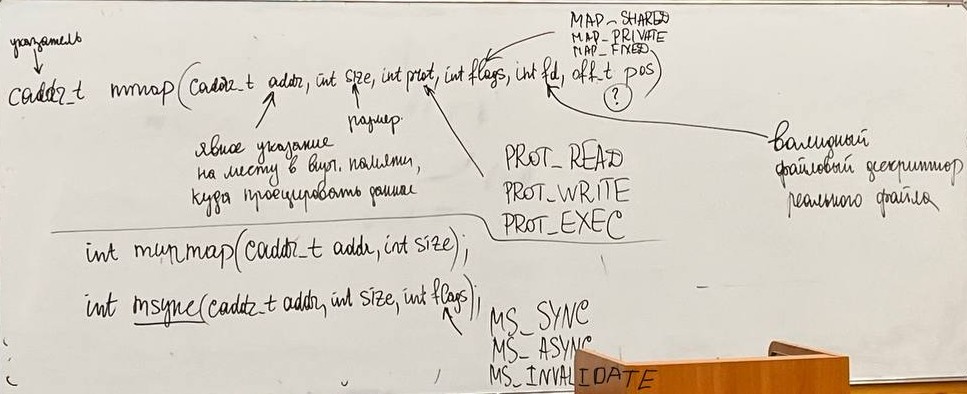 указатель
MAP_SHARED
MAP_PRIVATE
MAP_FIXED
caddr_t mmap(caddr_t addr, int size, int prot, int flags, int fd, off_t pos)
?
размер
явное указание
на место в вирт. памяти,
куда проецировать данные
PROT_READ
PROT_WRITE
PROT_EXEC
валидный
файловый дескриптор
реального файла
int munmap(caddr_t addr, int size);
int msync(caddr_t addr, int size, int flags);
MS_SYNC
MS_ASYNC
MS_INVALIDATE